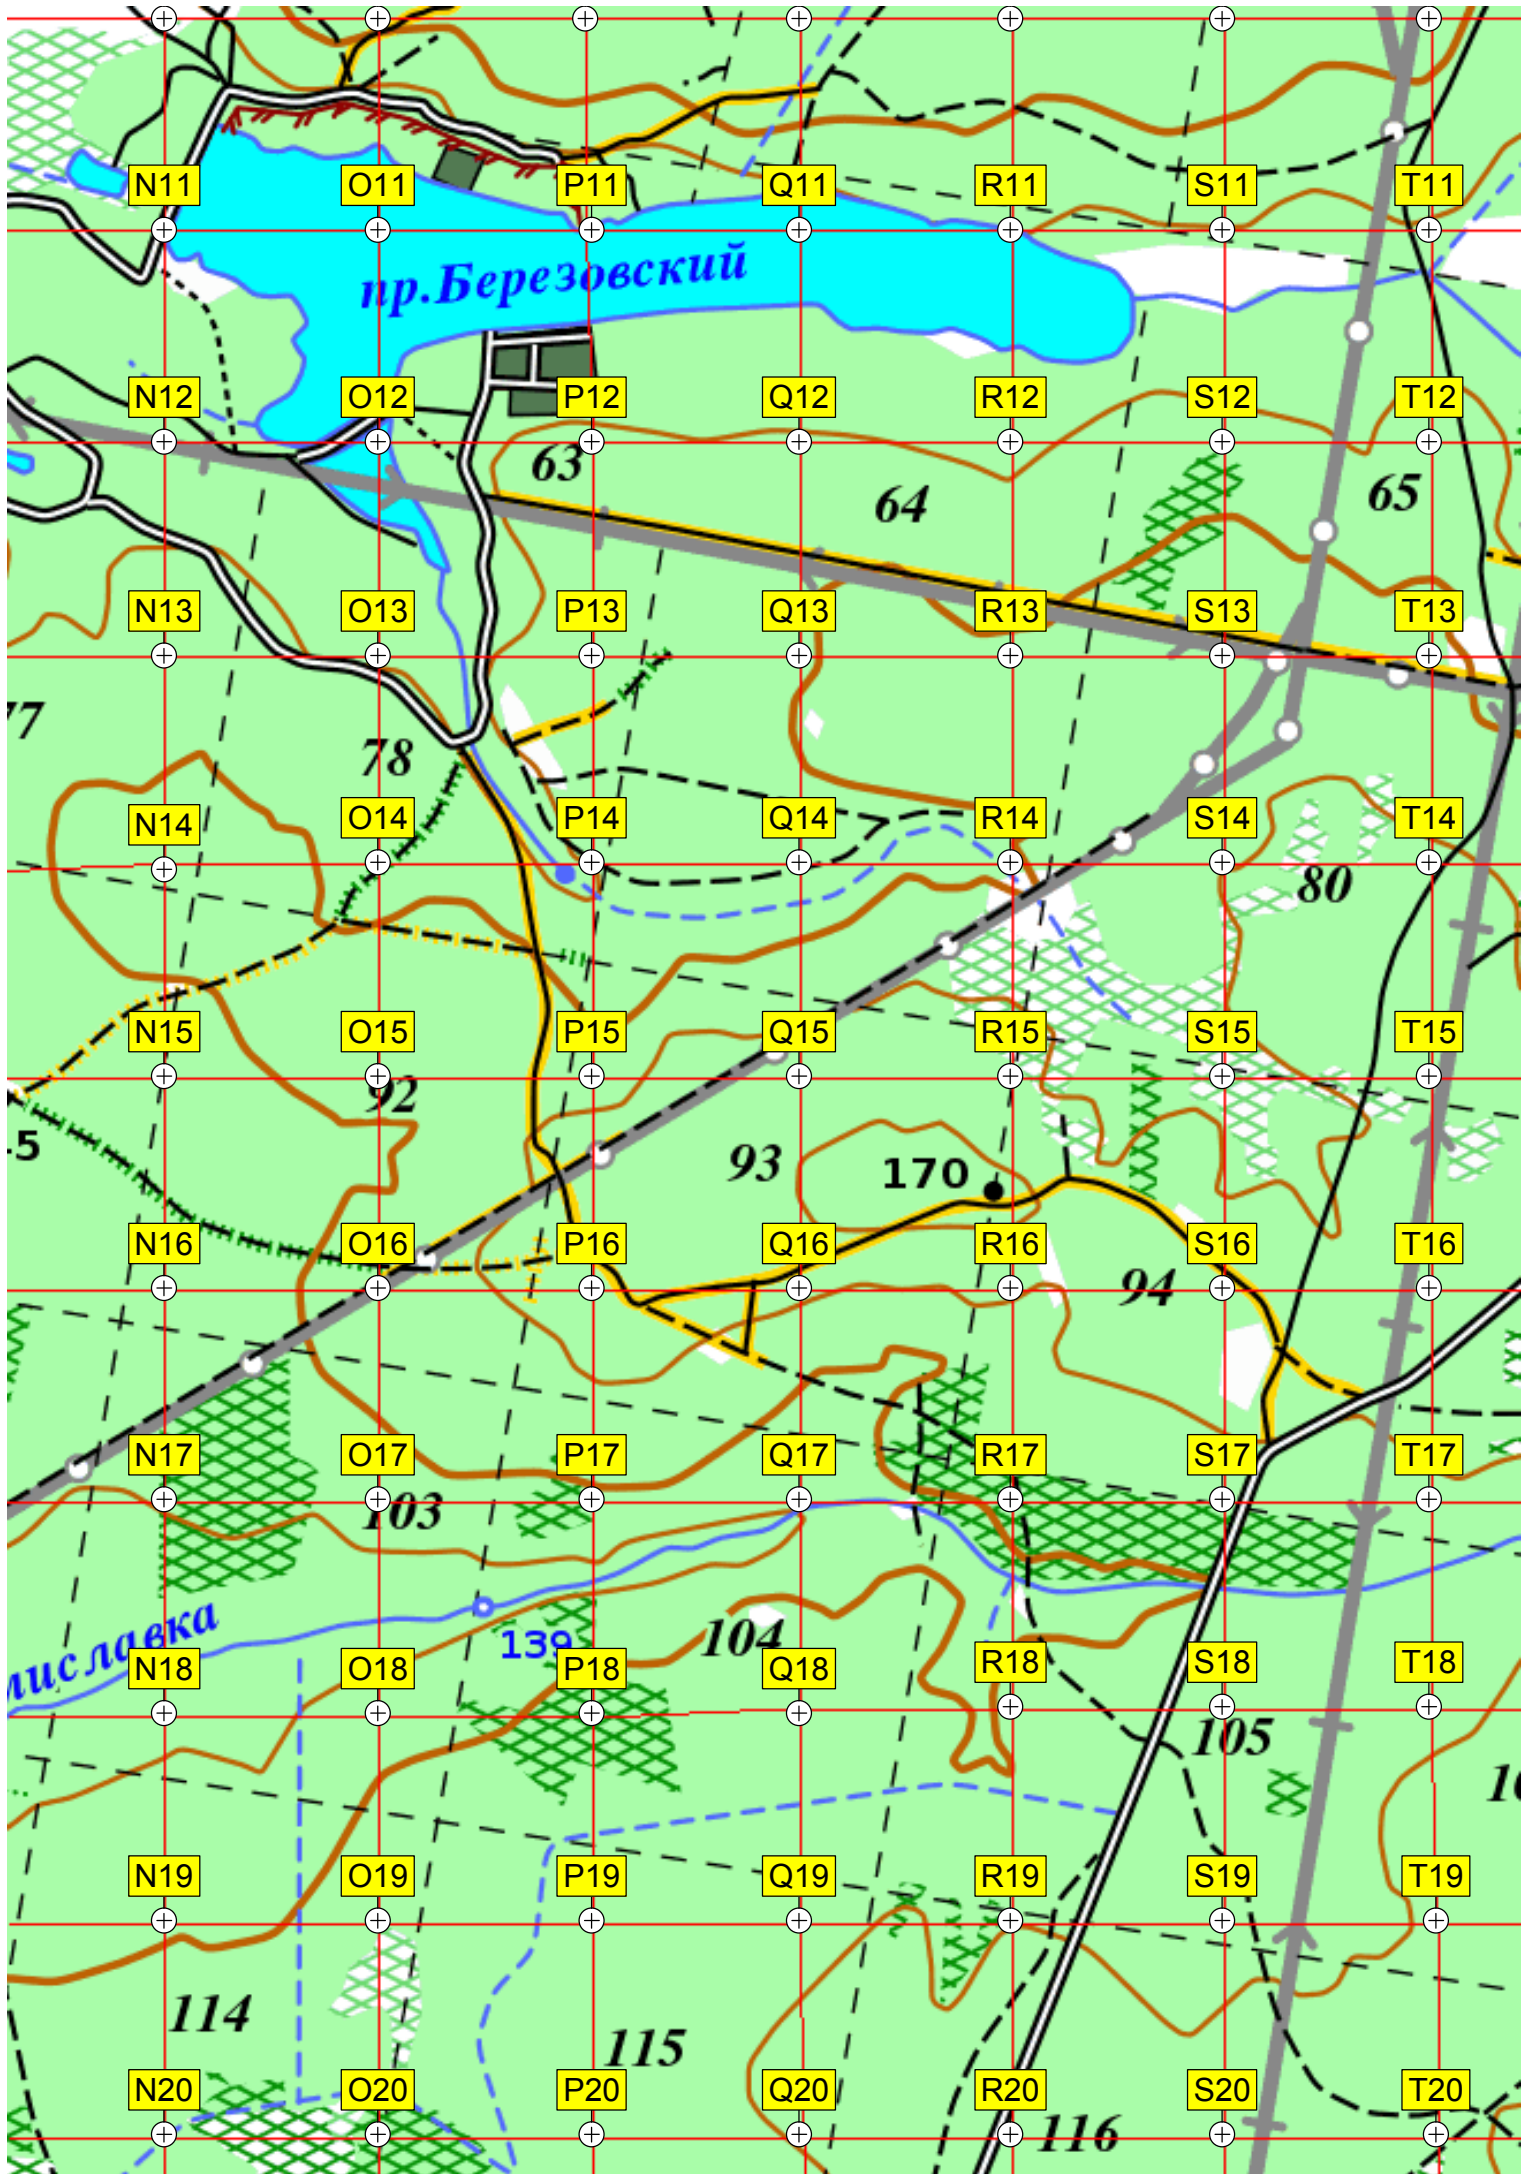 N11 O11 P11 Q11 R11 S11 T11
пр.Березовский
N12 O12 P12 Q12 R12 S12 T12
63
64
65
N13 O13 P13 Q13 R13 S13 T13
78
N14 O14 P14 Q14 R14 S14 T14
80
N15 O15 P15 Q15 R15 S15 T15
92
93
170
N16 O16 P16 Q16 R16 S16 T16
94
N17 O17 P17 Q17 R17 S17 T17
103
104
139
N18 O18 P18 Q18 R18 S18 T18
105
N19 O19 P19 Q19 R19 S19 T19
114
115
N20 O20 P20 Q20 R20 S20 T20
116